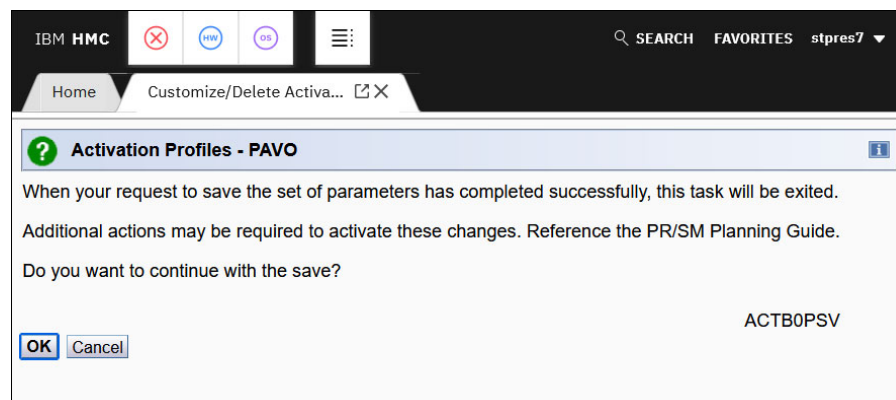 IBM HMC HW OS SEARCH FAVORITES stpres7
Home Customize/Delete Activa...
? Activation Profiles - PAVO i
When your request to save the set of parameters has completed successfully, this task will be exited.
Additional actions may be required to activate these changes. Reference the PR/SM Planning Guide.
Do you want to continue with the save?
ACTB0PSV
OK Cancel